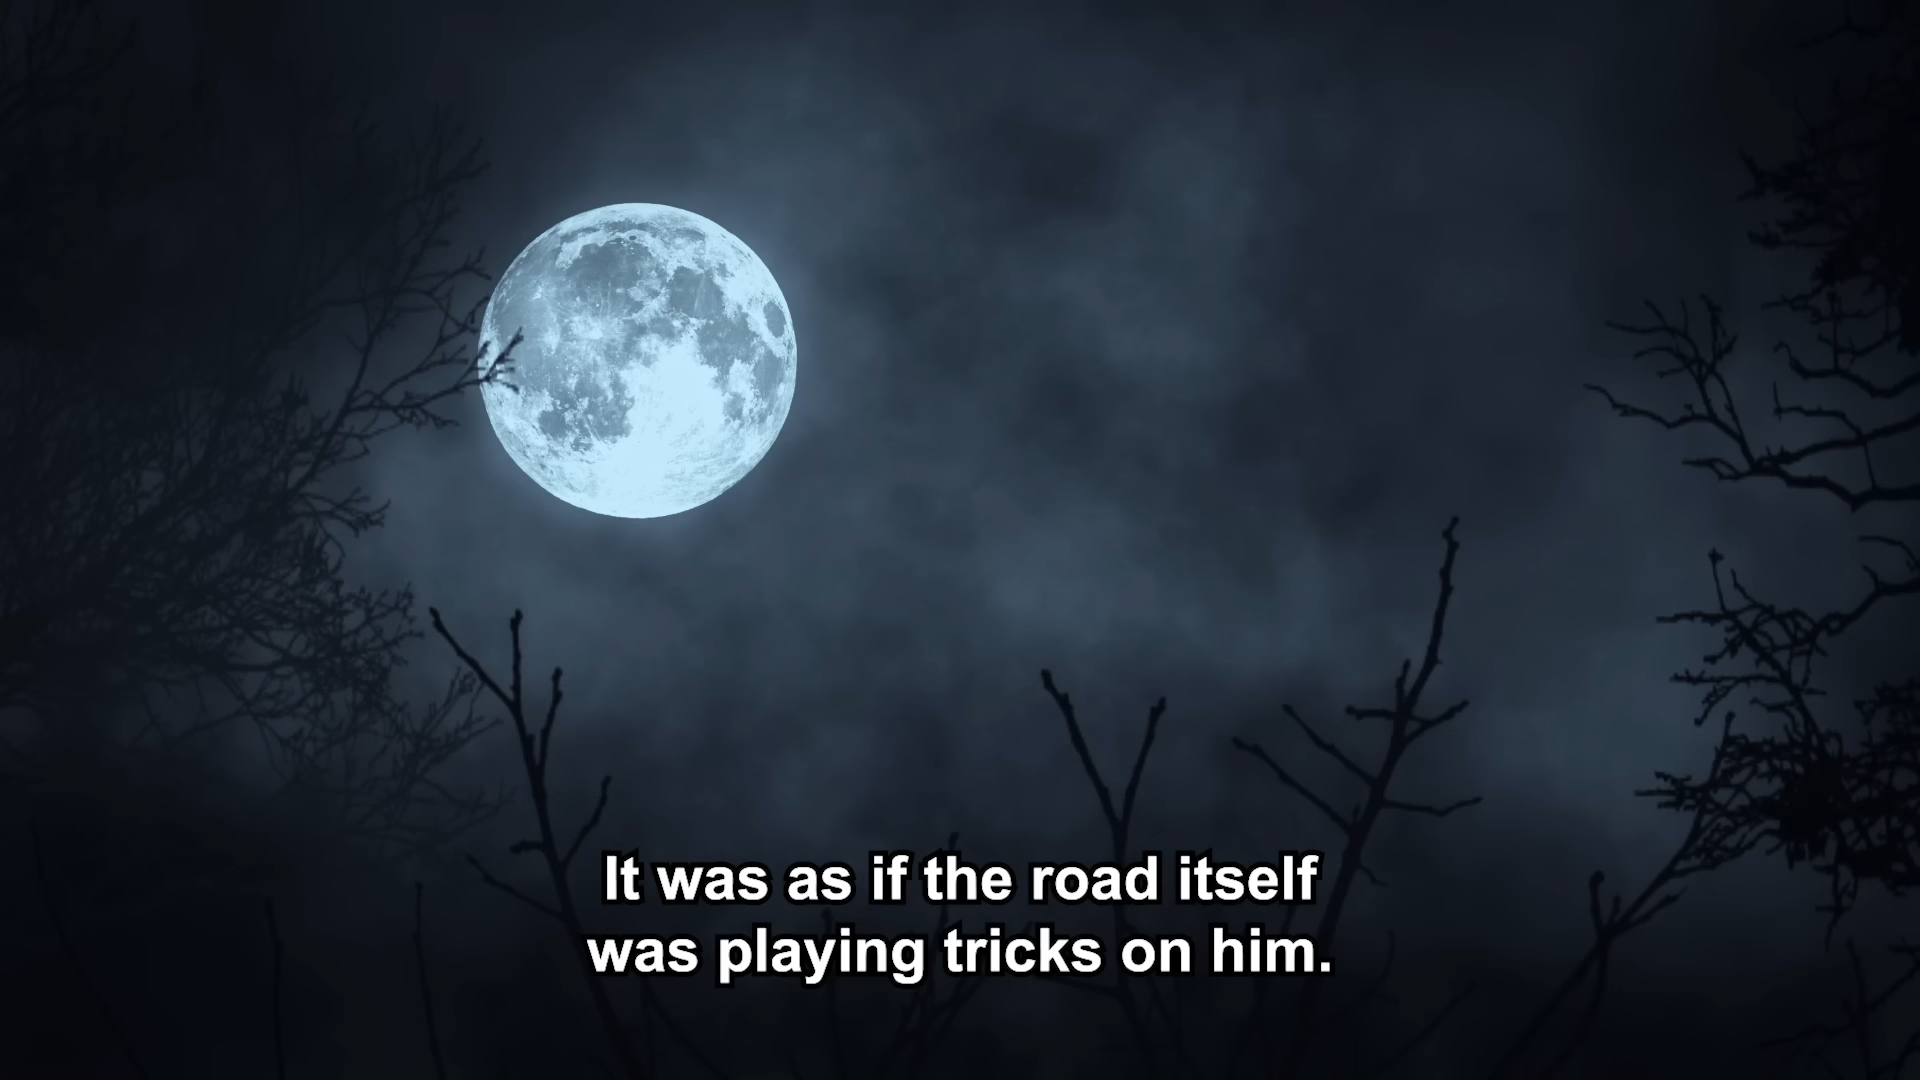 It was as if the road itself
was playing tricks on him.